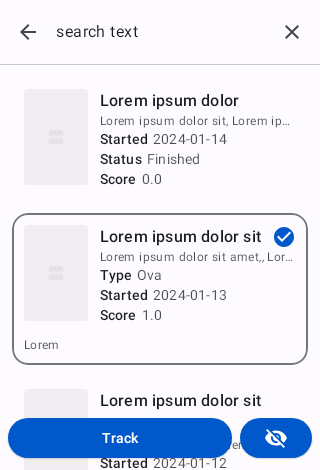 search text
Lorem ipsum dolor
Lorem ipsum dolor sit, Lorem ip...
Started 2024-01-14
Status Finished
Score 0.0
Lorem ipsum dolor sit
Lorem ipsum dolor sit amet,, Lor...
Type Ova
Started 2024-01-13
Score 1.0
Lorem
Lorem ipsum dolor sit
Track
Started 2024-01-12